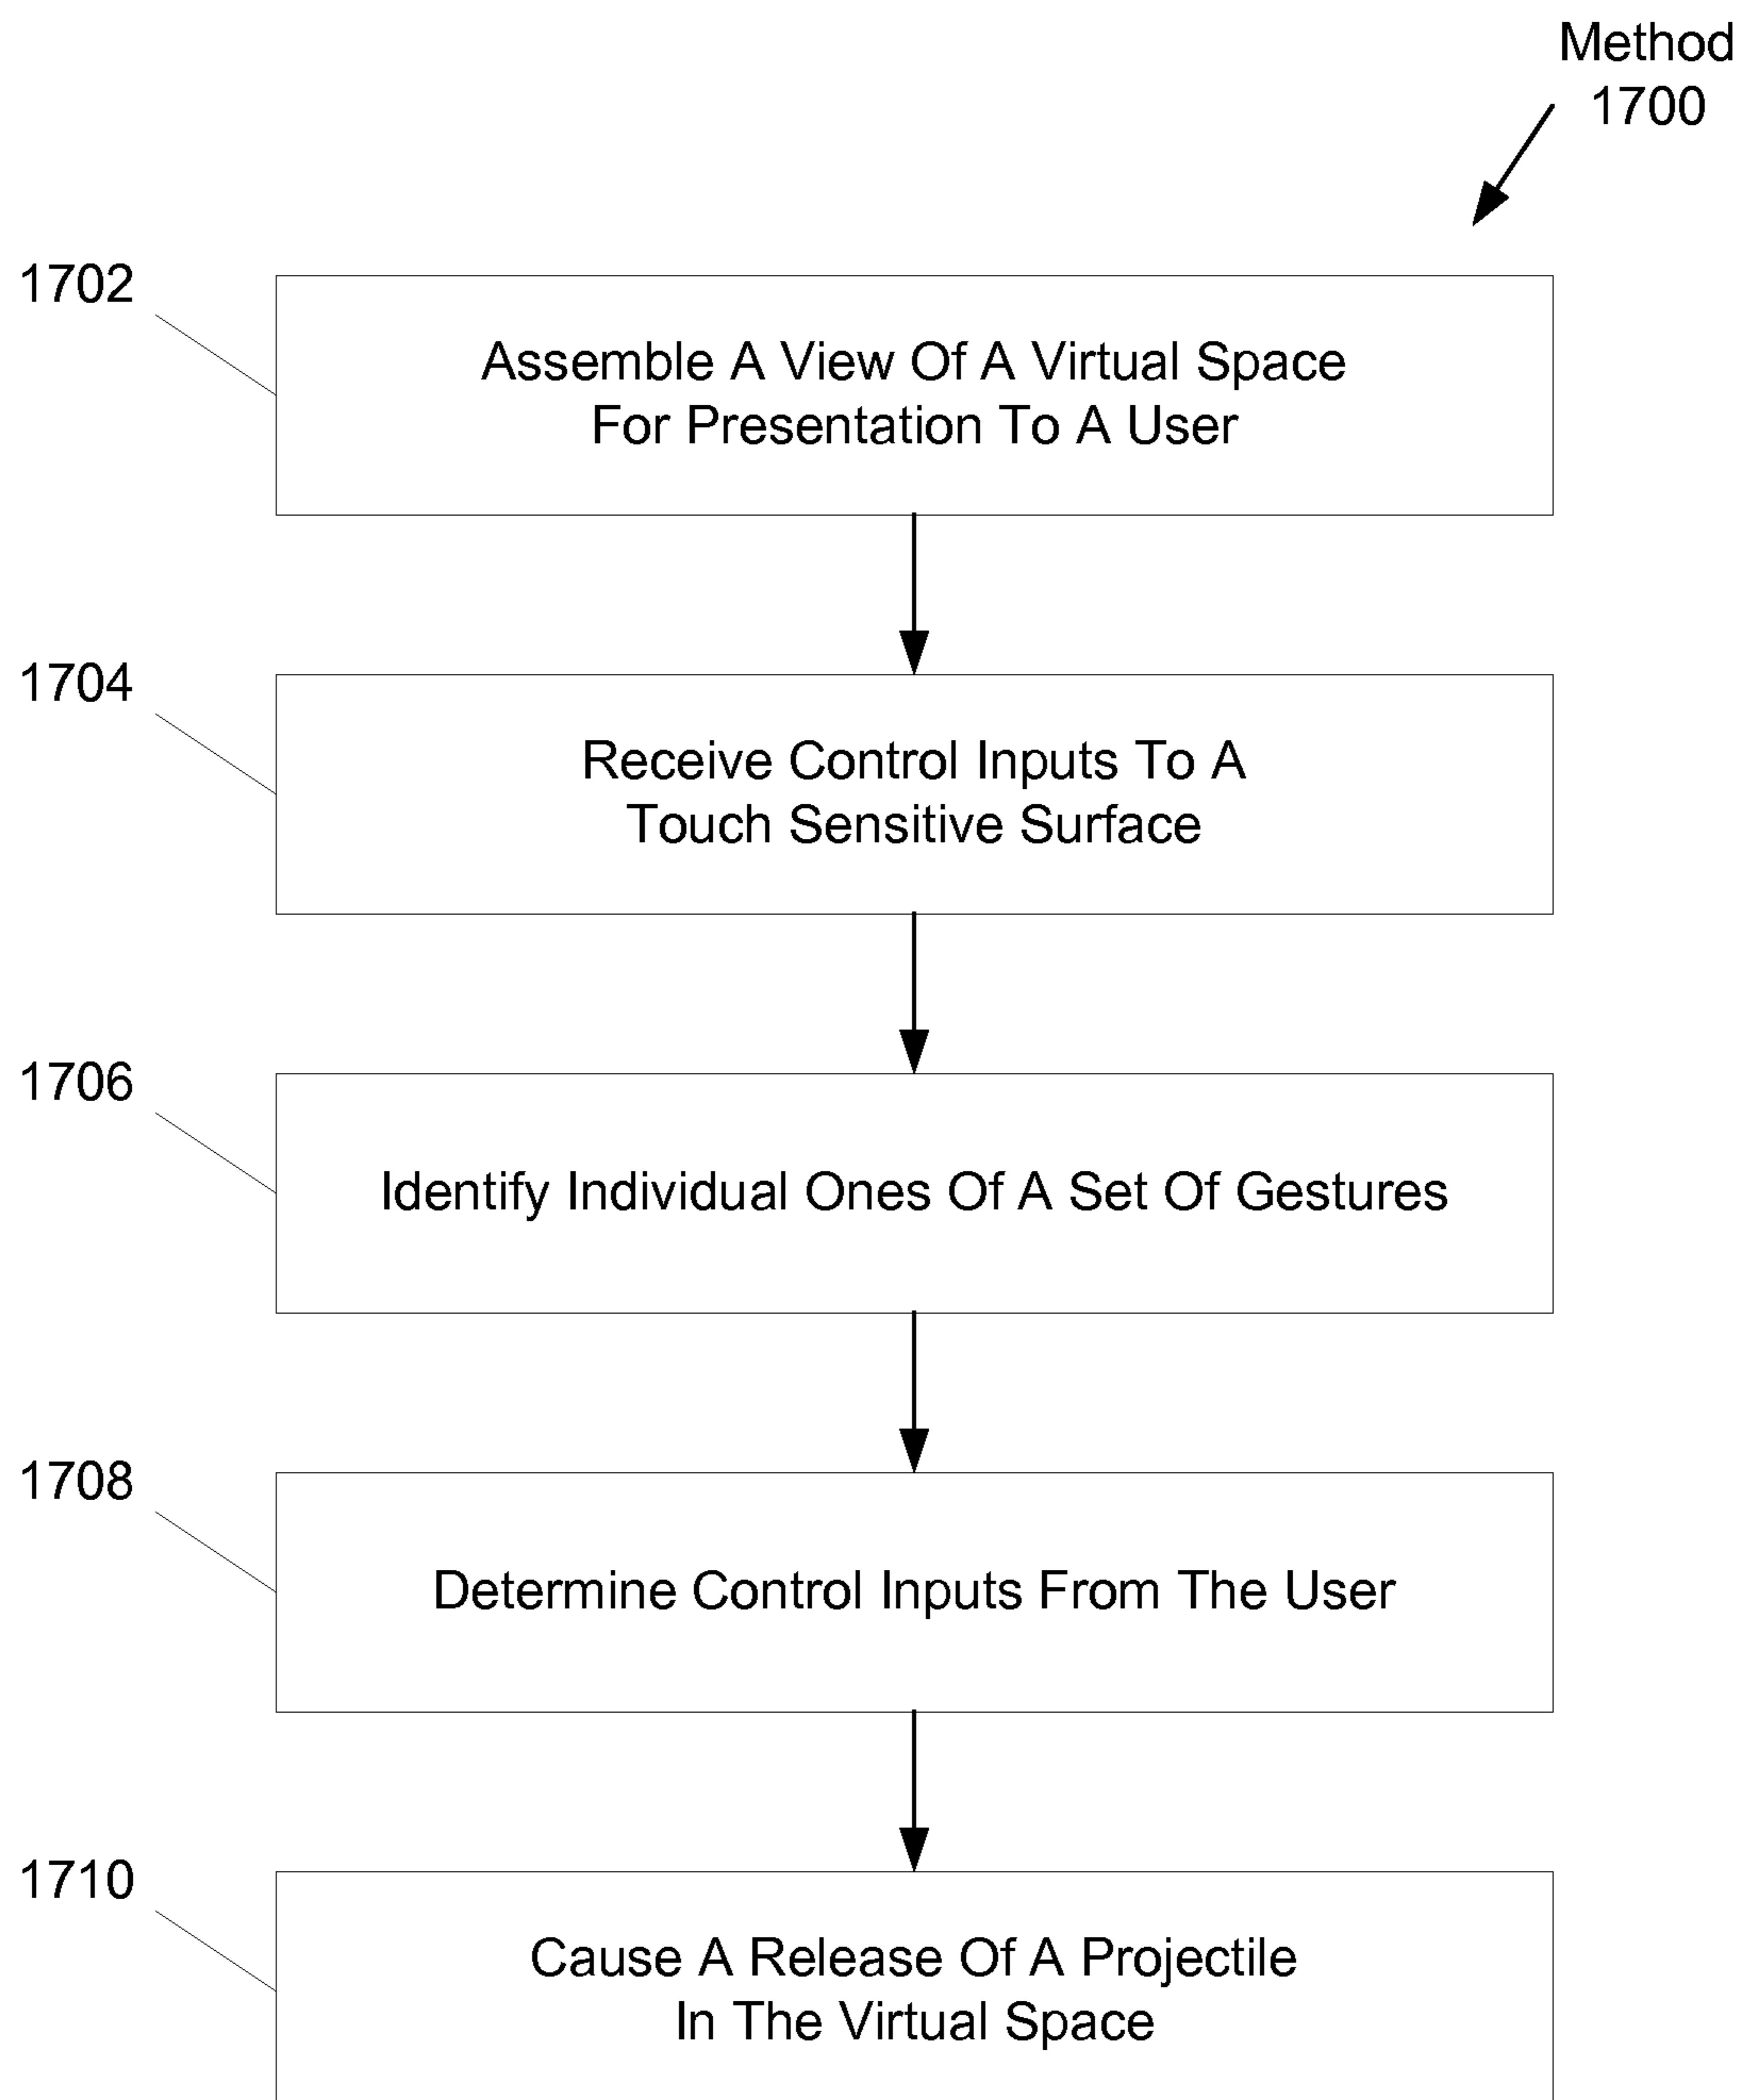 Method
1700
1702
Assemble A View Of A Virtual Space
For Presentation To A User
1704
Receive Control Inputs To A
Touch Sensitive Surface
1706
Identify Individual Ones Of A Set Of Gestures
1708
Determine Control Inputs From The User
1710
Cause A Release Of A Projectile
In The Virtual Space